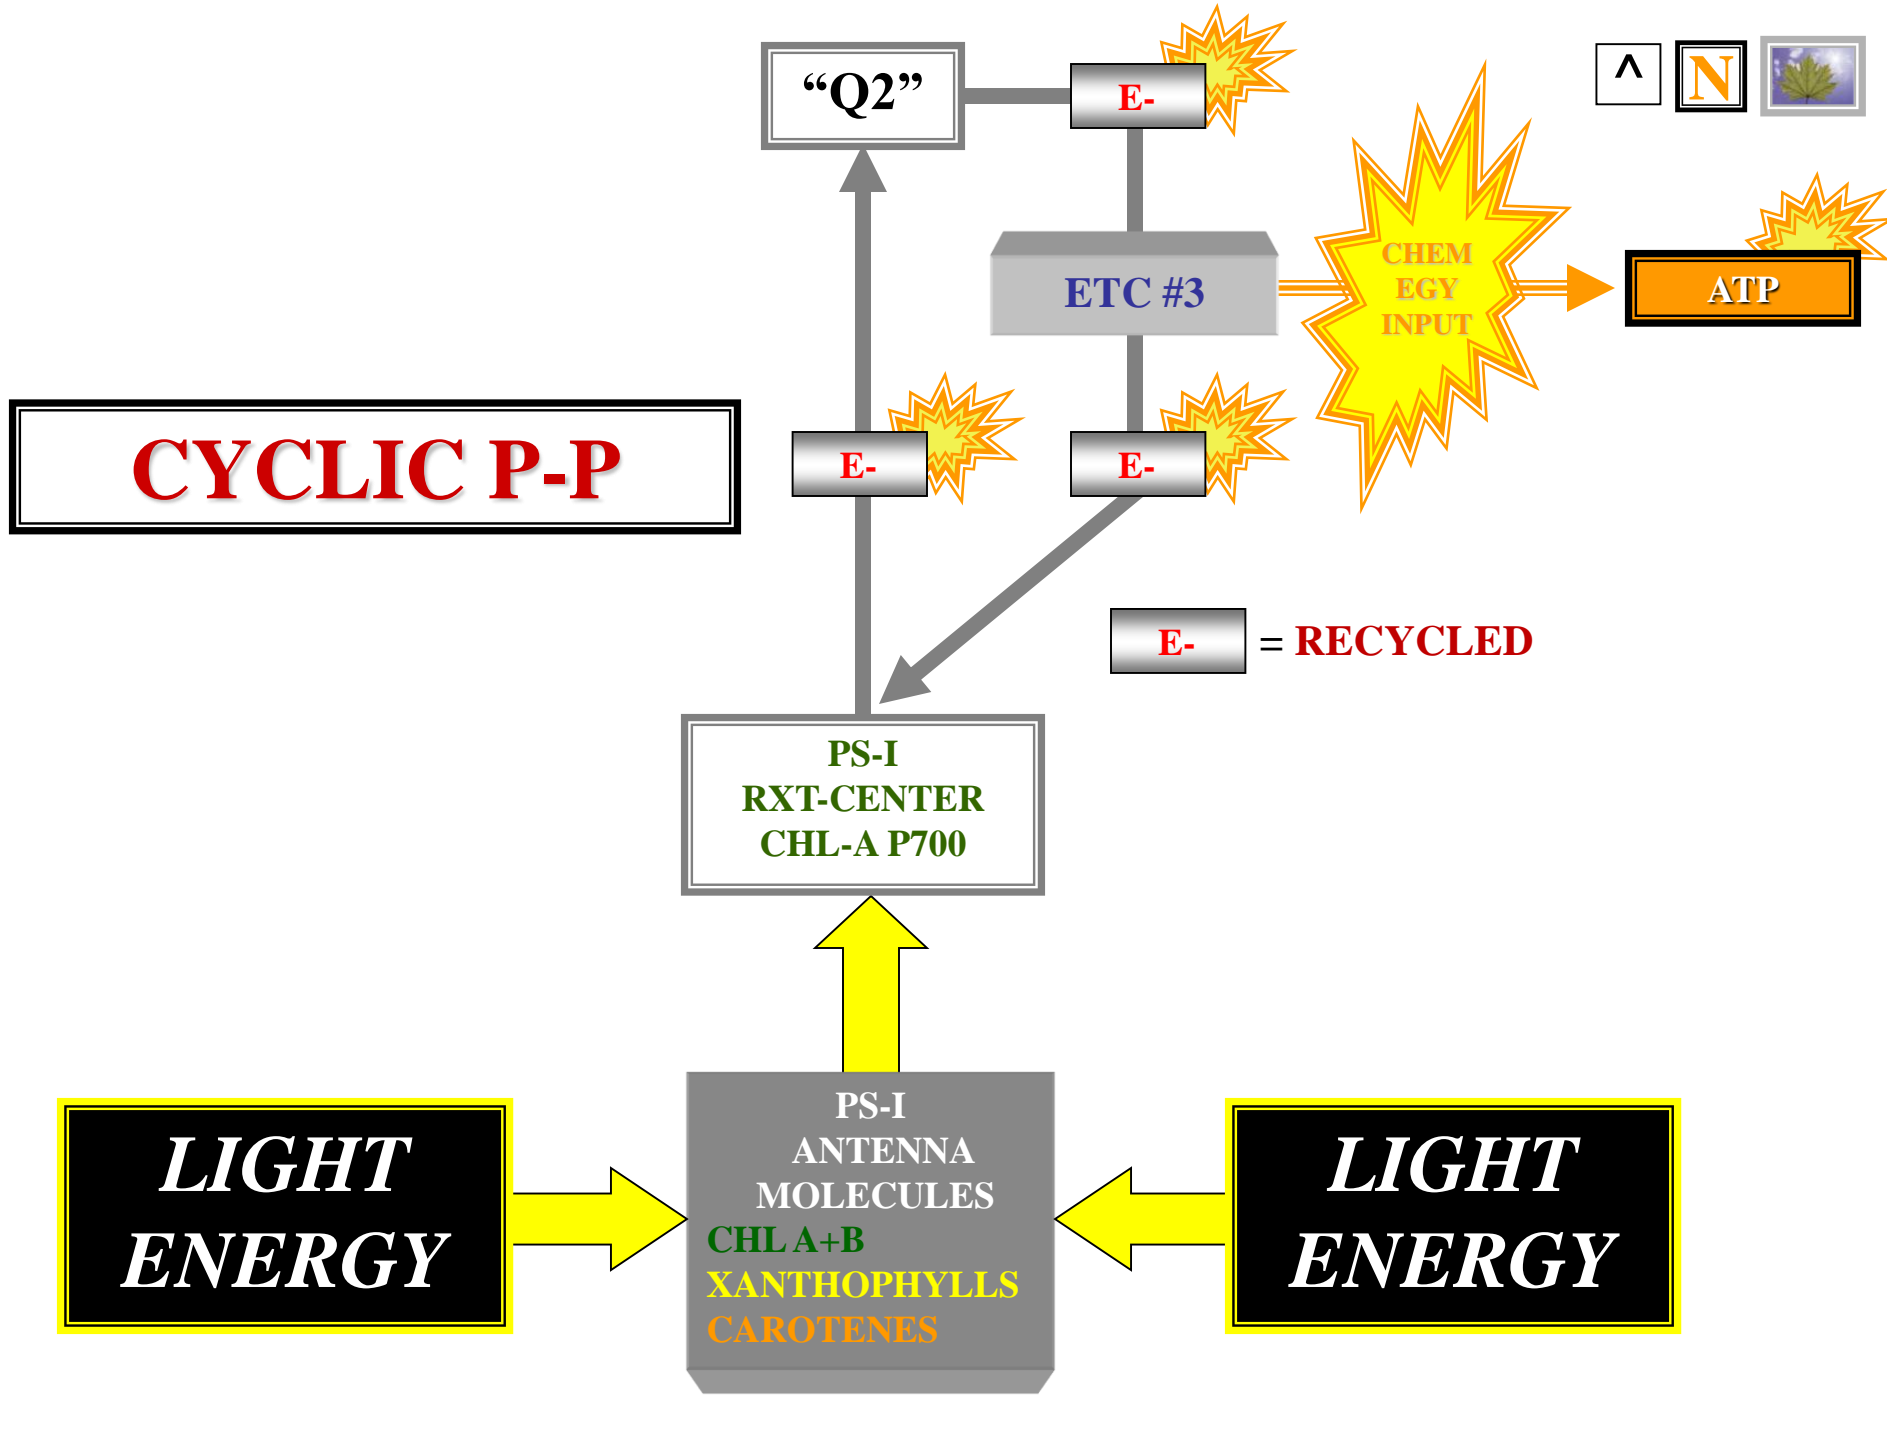 “Q2”
E-
^
N
CHEM
EGY
INPUT
ETC #3
ATP
CYCLIC P-P
E-
E-
E-
= RECYCLED
PS-I
RXT-CENTER
CHL-A P700
LIGHT
ENERGY
PS-I
ANTENNA
MOLECULES
CHL A+B
XANTHOPHYLLS
CAROTENES
LIGHT
ENERGY